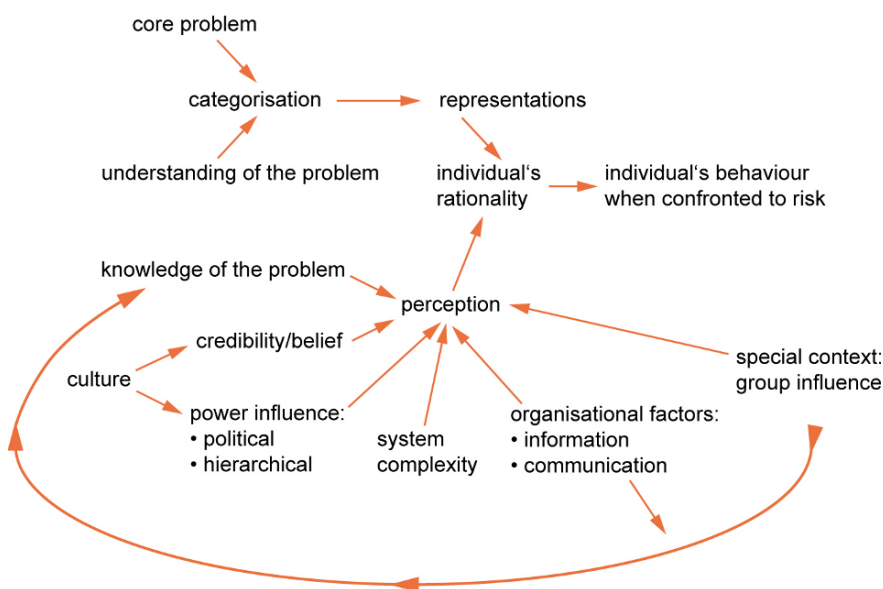 core problem
categorisation
representations
understanding of the problem
individual‘s
rationality
individual‘s behaviour
when confronted to risk
knowledge of the problem
perception
credibility/belief
culture
special context:
group influence
power influence:
• political
• hierarchical
system
complexity
organisational factors:
• information
• communication